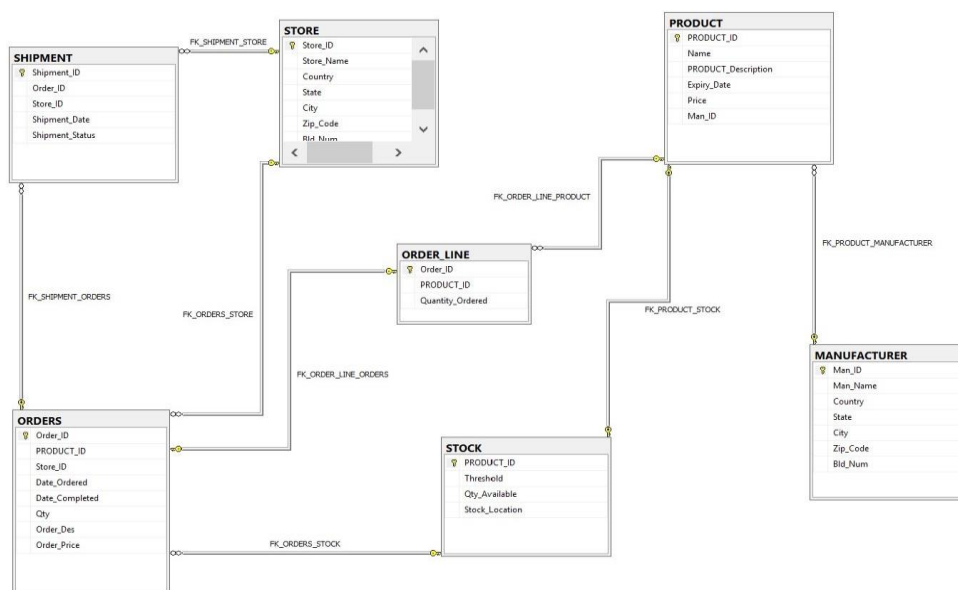 SHIPMENT
Shipment_ID
Order_ID
Store_ID
Shipment_Date
Shipment_Status
FK_SHIPMENT_STORE
STORE
Store_ID
Store_Name
Country
State
City
Zip_Code
Bld_Num
PRODUCT
PRODUCT_ID
Name
PRODUCT_Description
Expiry_Date
Price
Man_ID
FK_ORDER_LINE_PRODUCT
ORDER_LINE
Order_ID
PRODUCT_ID
Quantity_Ordered
FK_PRODUCT_MANUFACTURER
FK_SHIPMENT_ORDERS
FK_ORDERS_STORE
FK_PRODUCT_STOCK
FK_ORDER_LINE_ORDERS
MANUFACTURER
Man_ID
Man_Name
Country
State
City
Zip_Code
Bld_Num
ORDERS
Order_ID
PRODUCT_ID
Store_ID
Date_Ordered
Date_Completed
Qty
Order_Des
Order_Price
STOCK
PRODUCT_ID
Threshold
Qty_Available
Stock_Location
FK_ORDERS_STOCK